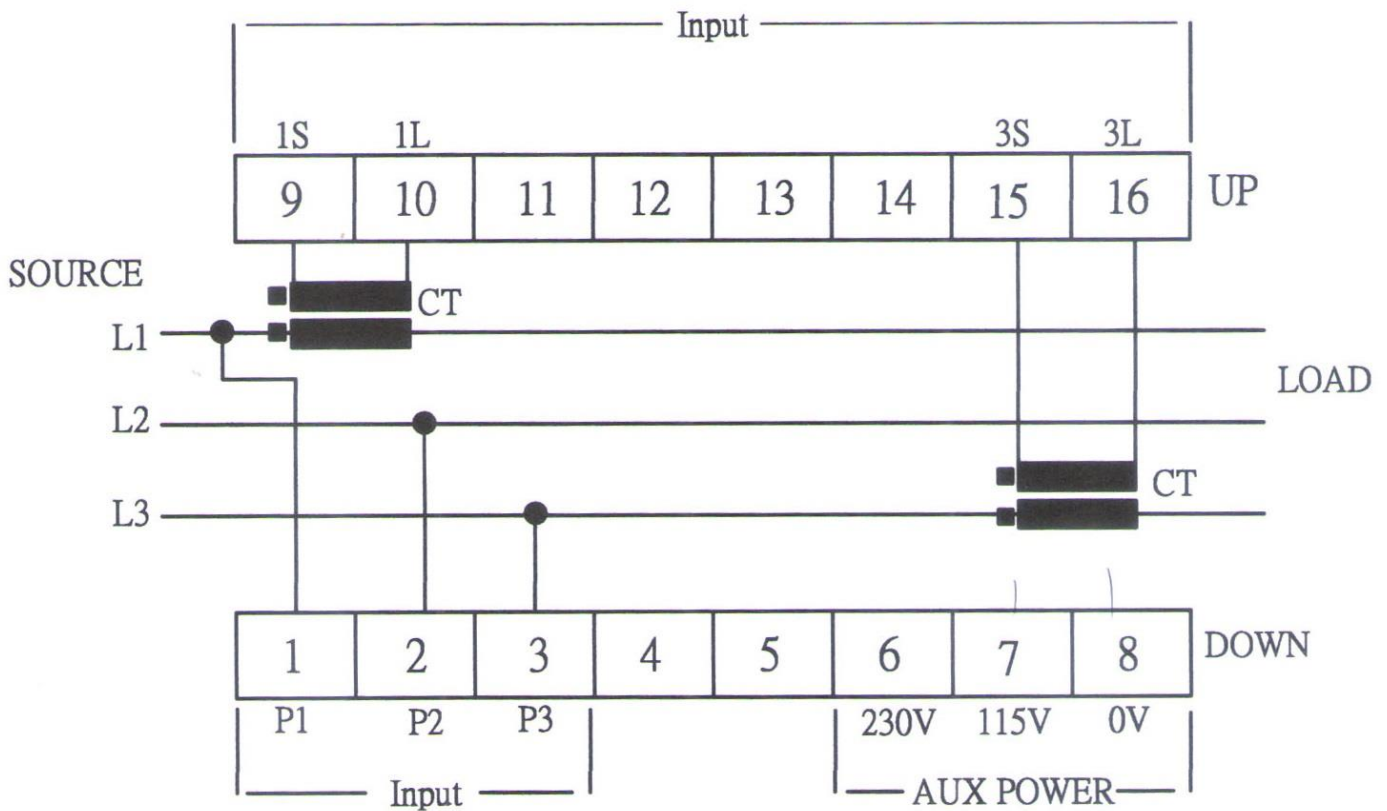 Input
1S 1L 3S 3L
9 10 11 12 13 14 15 16 UP
SOURCE
CT
L1
LOAD
L2
CT
L3
1 2 3 4 5 6 7 8 DOWN
P1 P2 P3 230V 115V 0V
Input AUX POWER